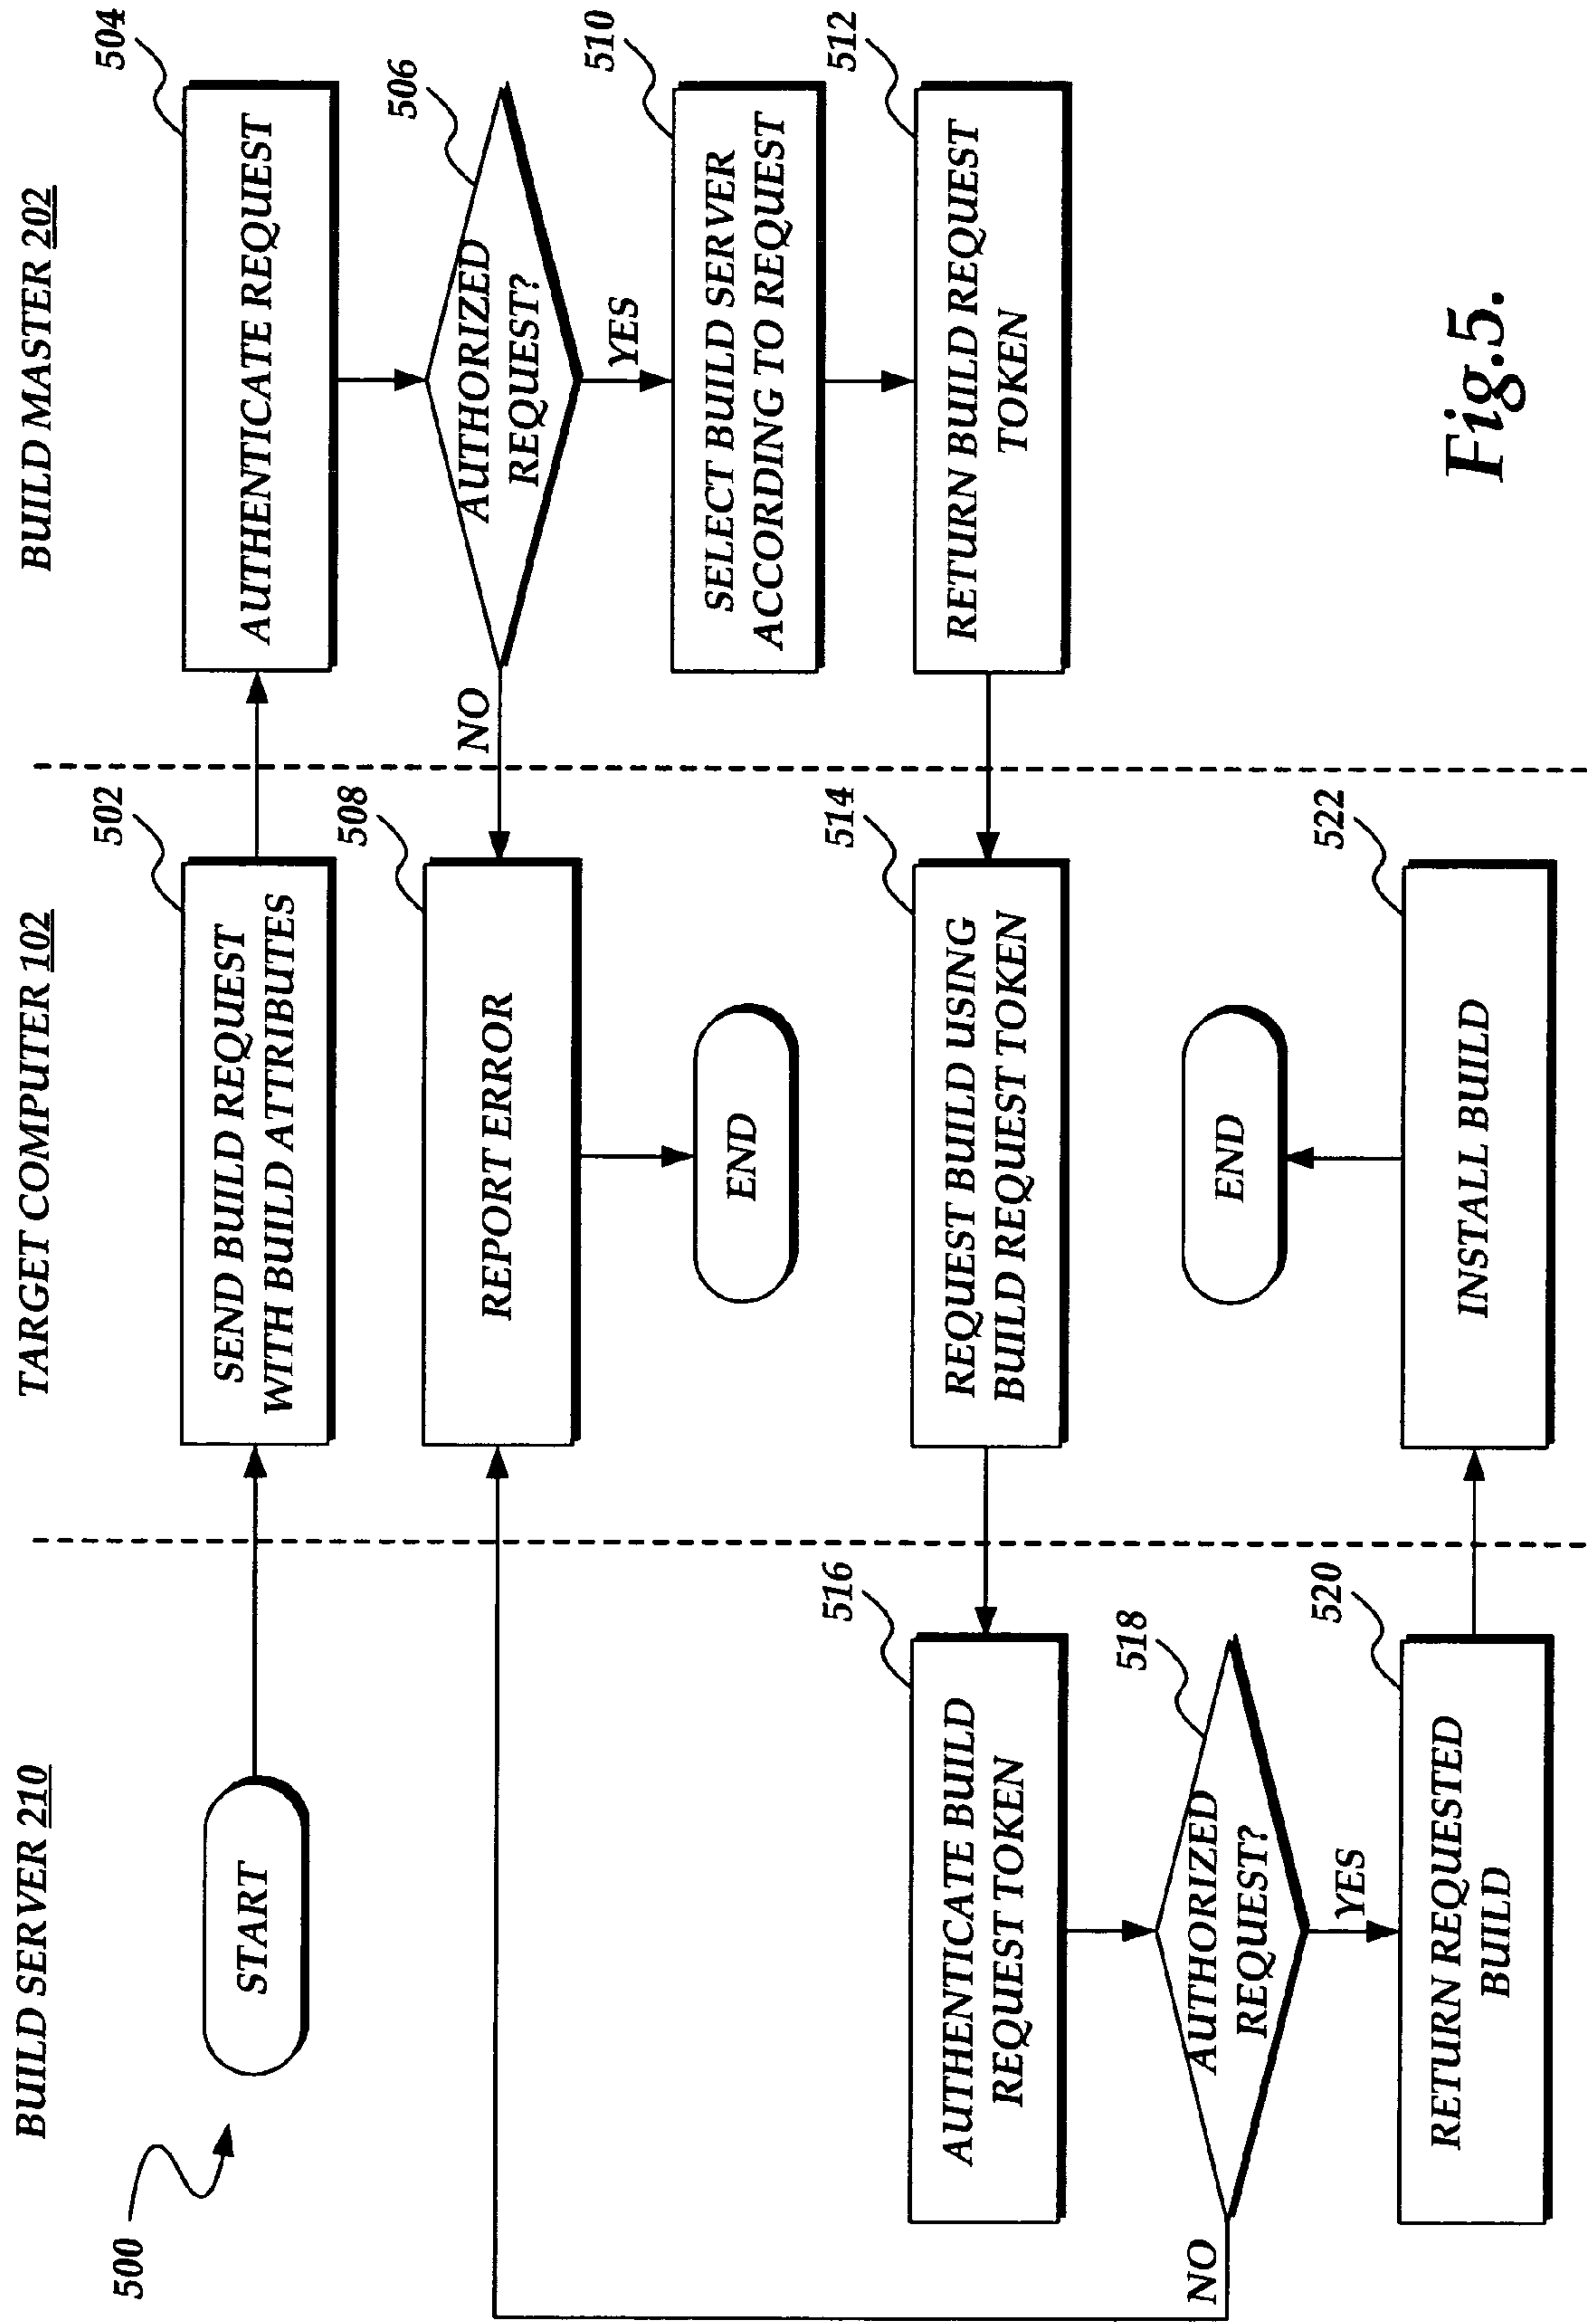 BUILD SERVER 210
TARGET COMPUTER 102
BUILD MASTER 202
500
START
502
SEND BUILD REQUEST
WITH BUILD ATTRIBUTES
504
AUTHENTICATE REQUEST
506
AUTHORIZED
REQUEST?
NO
YES
508
REPORT ERROR
END
510
SELECT BUILD SERVER
ACCORDING TO REQUEST
512
RETURN BUILD REQUEST
TOKEN
514
REQUEST BUILD USING
BUILD REQUEST TOKEN
516
AUTHENTICATE BUILD
REQUEST TOKEN
518
AUTHORIZED
REQUEST?
NO
YES
520
RETURN REQUESTED
BUILD
522
INSTALL BUILD
END
Fig.5.